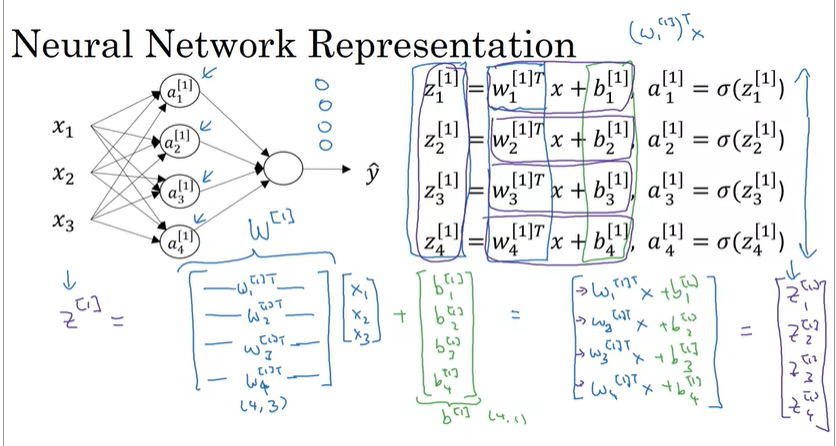 Neural Network Representation
(w₁^[1])^T x
x₁
x₂
x₃
a₁^[1]
a₂^[1]
a₃^[1]
a₄^[1]
ŷ
z₁^[1] = w₁^[1]T x + b₁^[1], a₁^[1] = σ(z₁^[1])
z₂^[1] = w₂^[1]T x + b₂^[1], a₂^[1] = σ(z₂^[1])
z₃^[1] = w₃^[1]T x + b₃^[1], a₃^[1] = σ(z₃^[1])
z₄^[1] = w₄^[1]T x + b₄^[1], a₄^[1] = σ(z₄^[1])
W^[1]
z^[1] =
w₁^[1]T
w₂^[1]T
w₃^[1]T
w₄^[1]T
(4,3)
x₁
x₂
x₃
+
b₁^[1]
b₂^[1]
b₃^[1]
b₄^[1]
b^[1] (4,1)
=
→ w₁^[1]T x + b₁^[1]
→ w₂^[1]T x + b₂^[1]
→ w₃^[1]T x + b₃^[1]
→ w₄^[1]T x + b₄^[1]
=
z₁^[1]
z₂^[1]
z₃^[1]
z₄^[1]